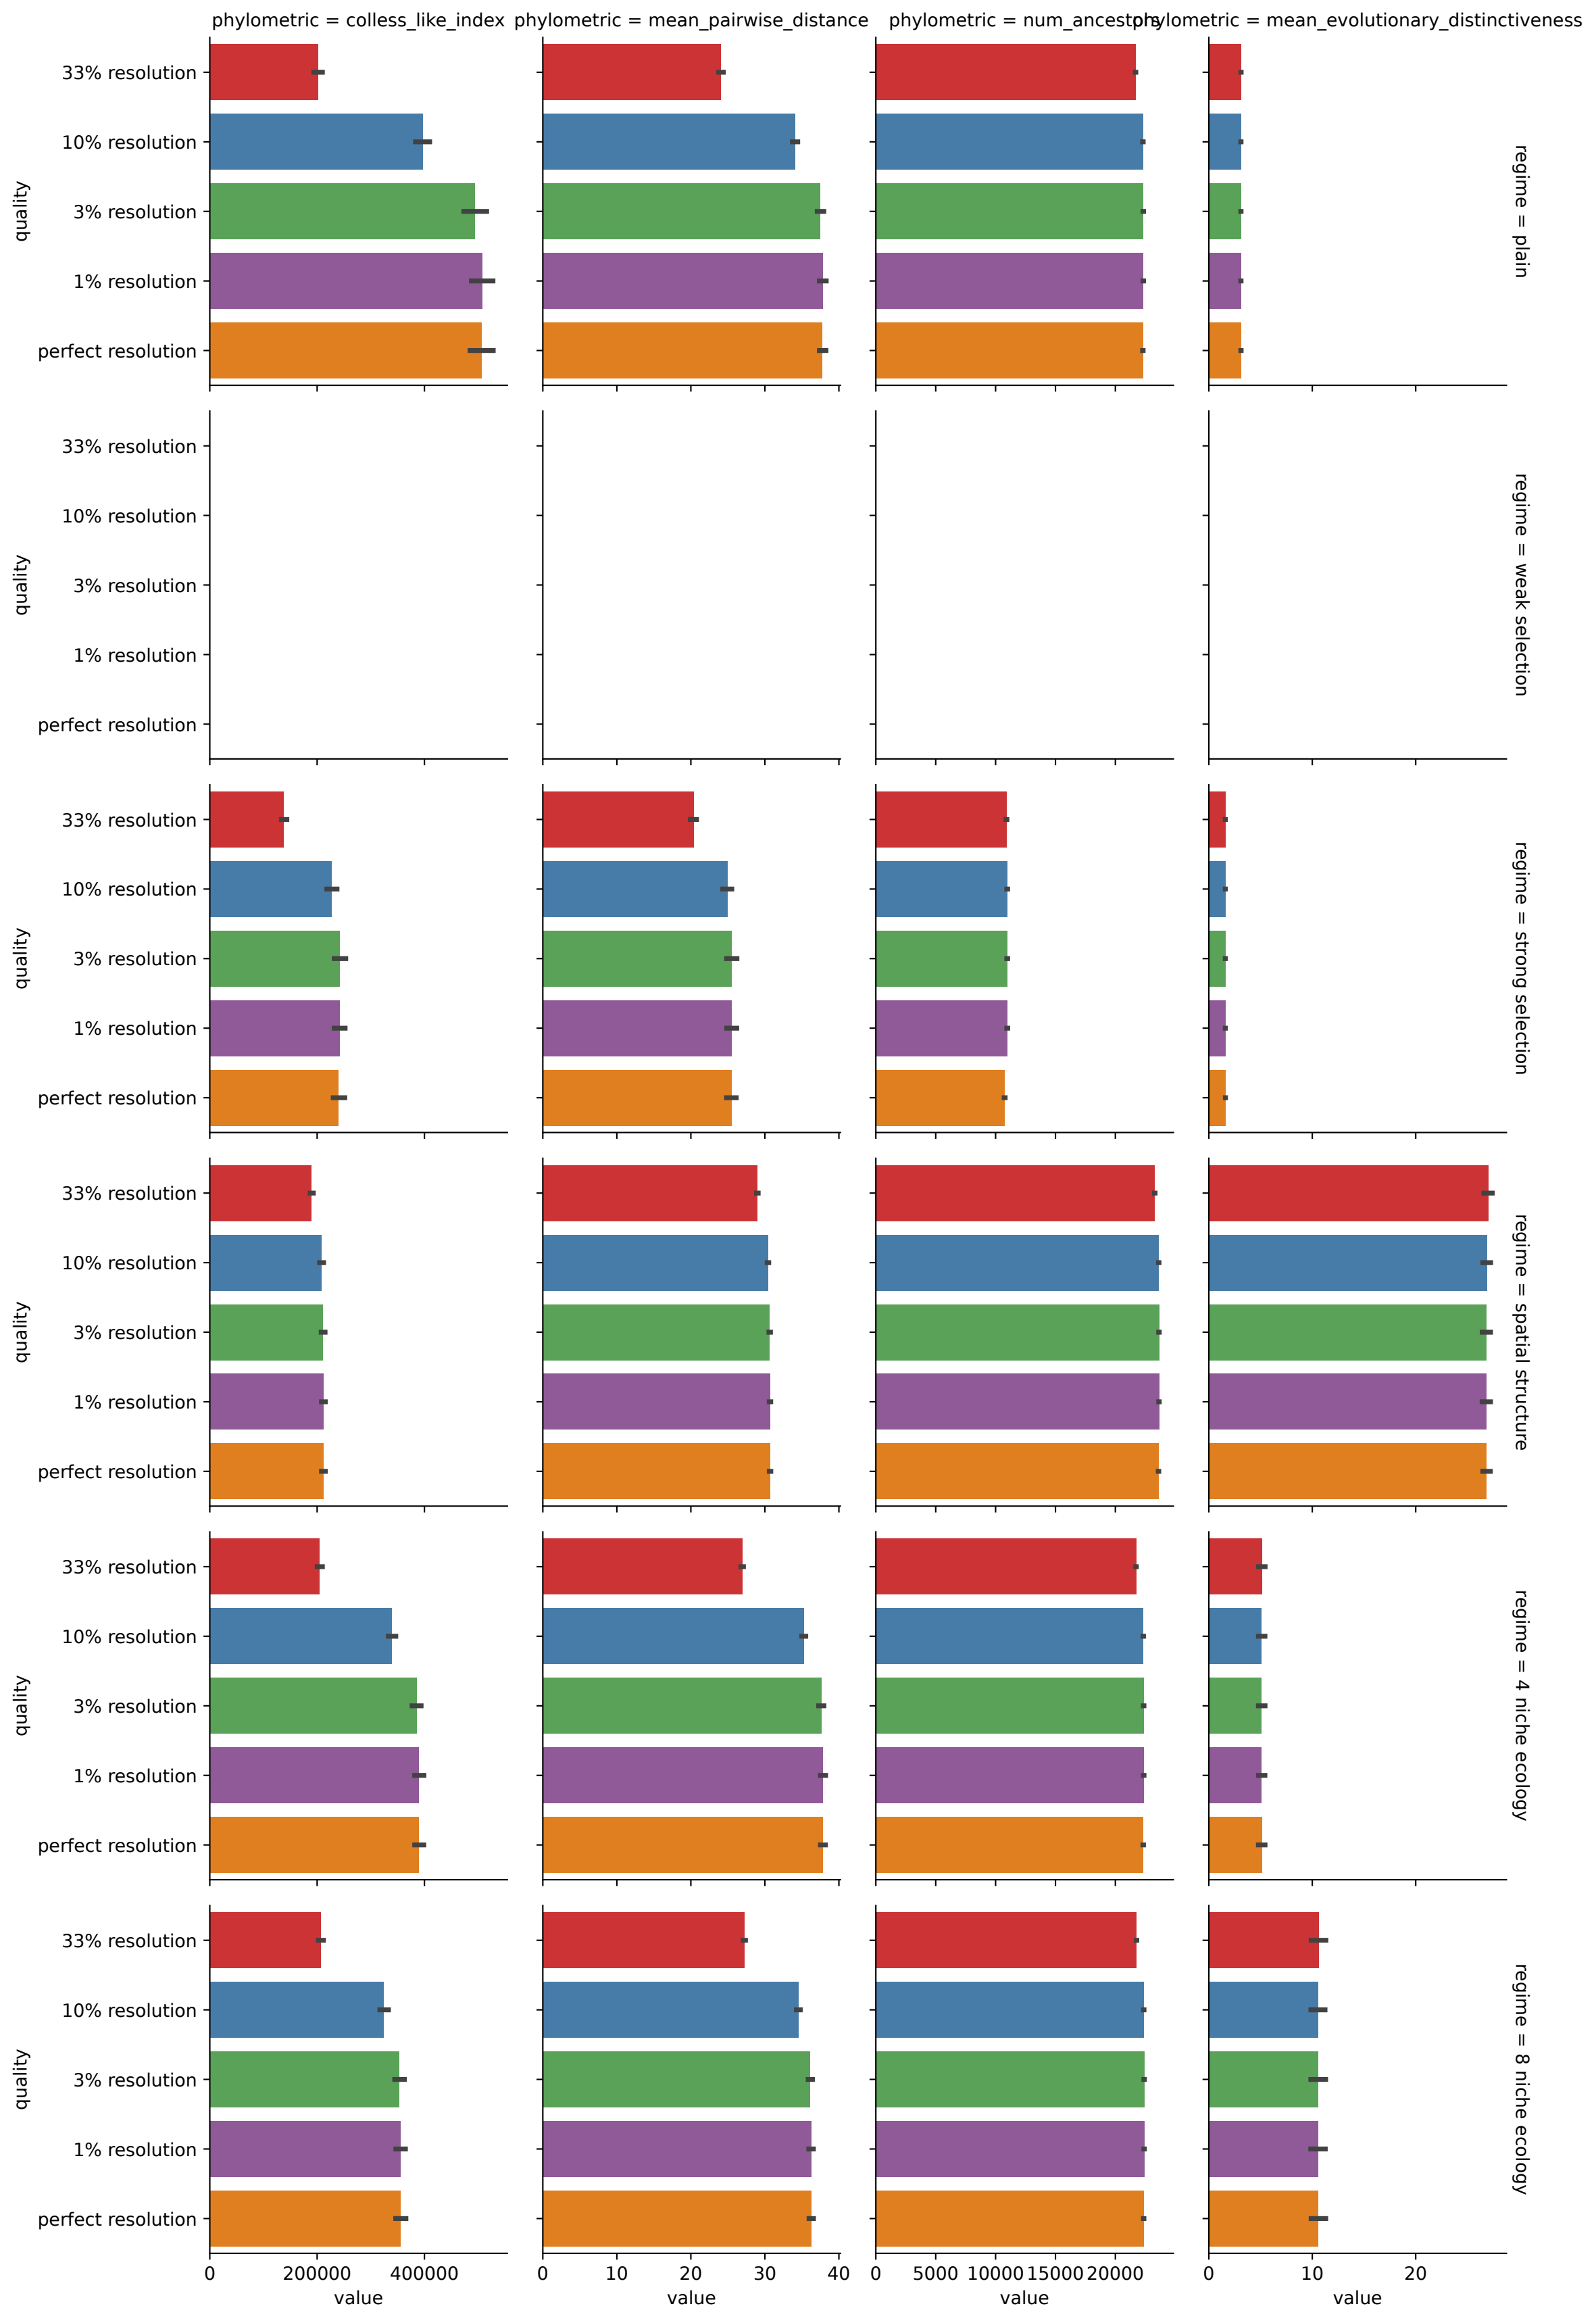 phylometric = colless_like_index
phylometric = mean_pairwise_distance
phylometric = num_ancestors
phylometric = mean_evolutionary_distinctiveness
quality
33% resolution
10% resolution
3% resolution
1% resolution
perfect resolution
regime = plain
quality
33% resolution
10% resolution
3% resolution
1% resolution
perfect resolution
regime = weak selection
quality
33% resolution
10% resolution
3% resolution
1% resolution
perfect resolution
regime = strong selection
quality
33% resolution
10% resolution
3% resolution
1% resolution
perfect resolution
regime = spatial structure
quality
33% resolution
10% resolution
3% resolution
1% resolution
perfect resolution
regime = 4 niche ecology
quality
33% resolution
10% resolution
3% resolution
1% resolution
perfect resolution
regime = 8 niche ecology
0 200000 400000
value
0 10 20 30 40
value
0 5000 10000 15000 20000
value
0 10 20
value